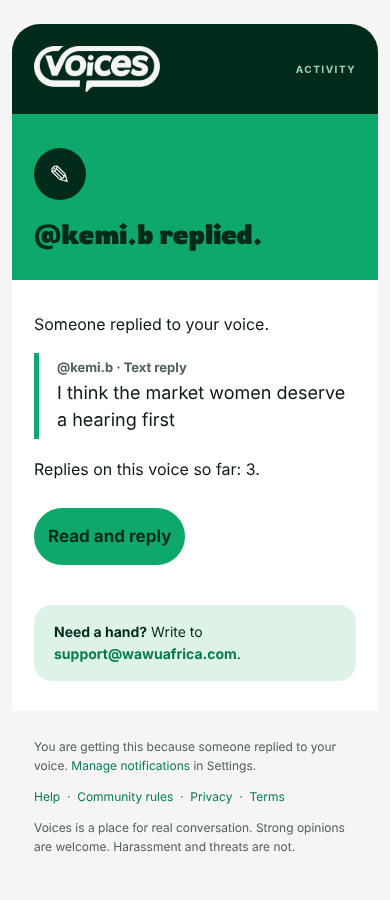 voices
ACTIVITY
@kemi.b replied.
Someone replied to your voice.
@kemi.b · Text reply
I think the market women deserve
a hearing first
Replies on this voice so far: 3.
Read and reply
Need a hand? Write to
support@wawuafrica.com.
You are getting this because someone replied to your
voice. Manage notifications in Settings.
Help · Community rules · Privacy · Terms
Voices is a place for real conversation. Strong opinions
are welcome. Harassment and threats are not.